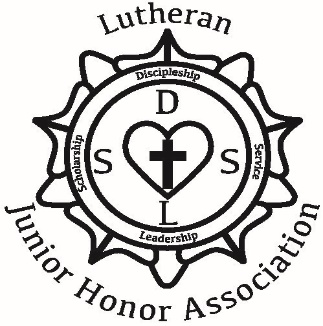 Lutheran
Discipleship
D
Scholarship
S
S
Service
L
Leadership
Junior Honor Association